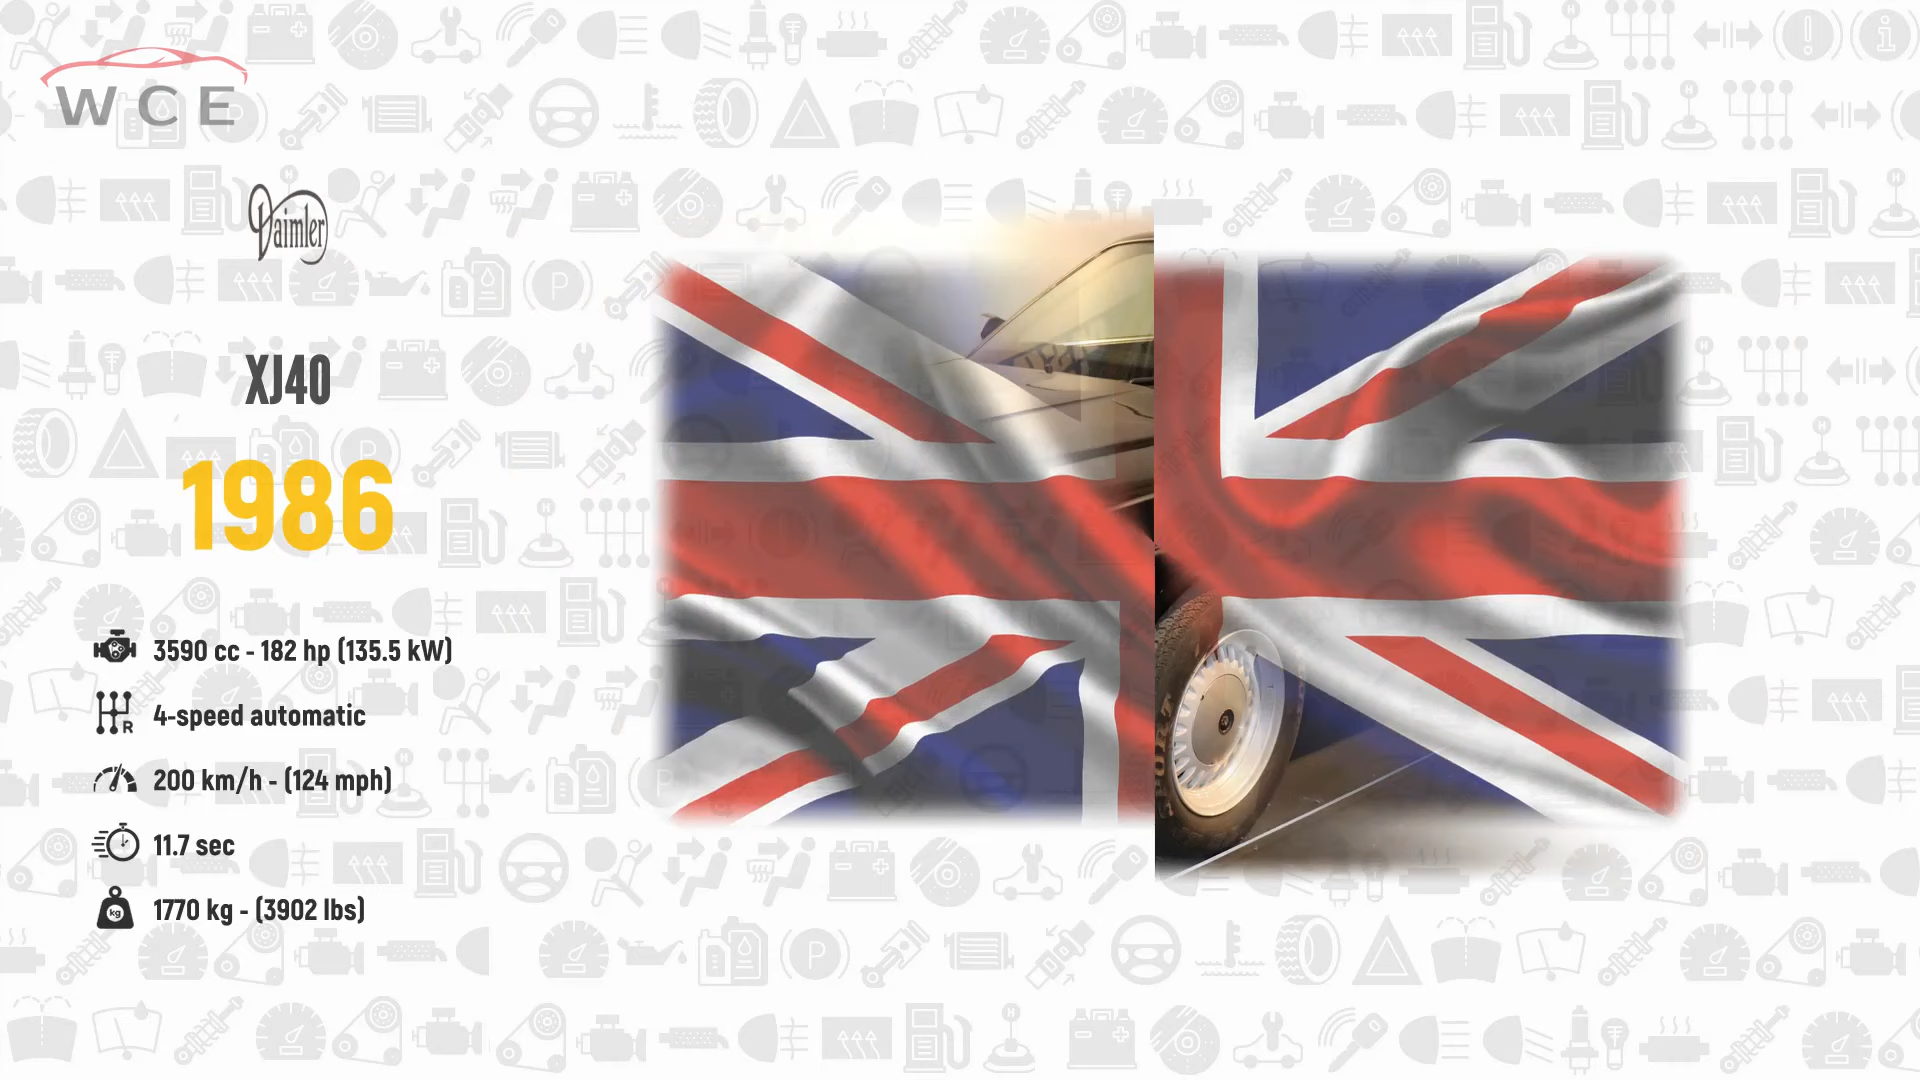 WCE
Daimler
XJ40
1986
3590 cc - 182 hp (135.5 kW)
4-speed automatic
200 km/h - (124 mph)
11.7 sec
1770 kg - (3902 lbs)